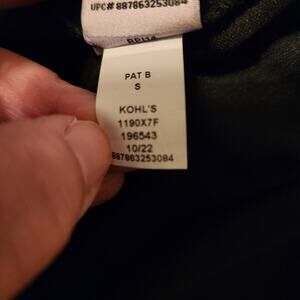 UPC# 887863253084
PAT B
S
KOHL'S
1190X7F
196543
10/22
887863253084